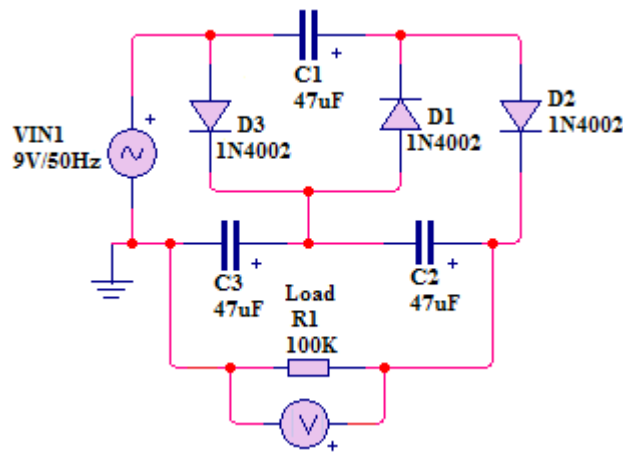 C1
47uF
VIN1
9V/50Hz
+
+
D3
1N4002
D1
1N4002
D2
1N4002
C3
47uF
+
C2
47uF
+
Load
R1
100K
V
+